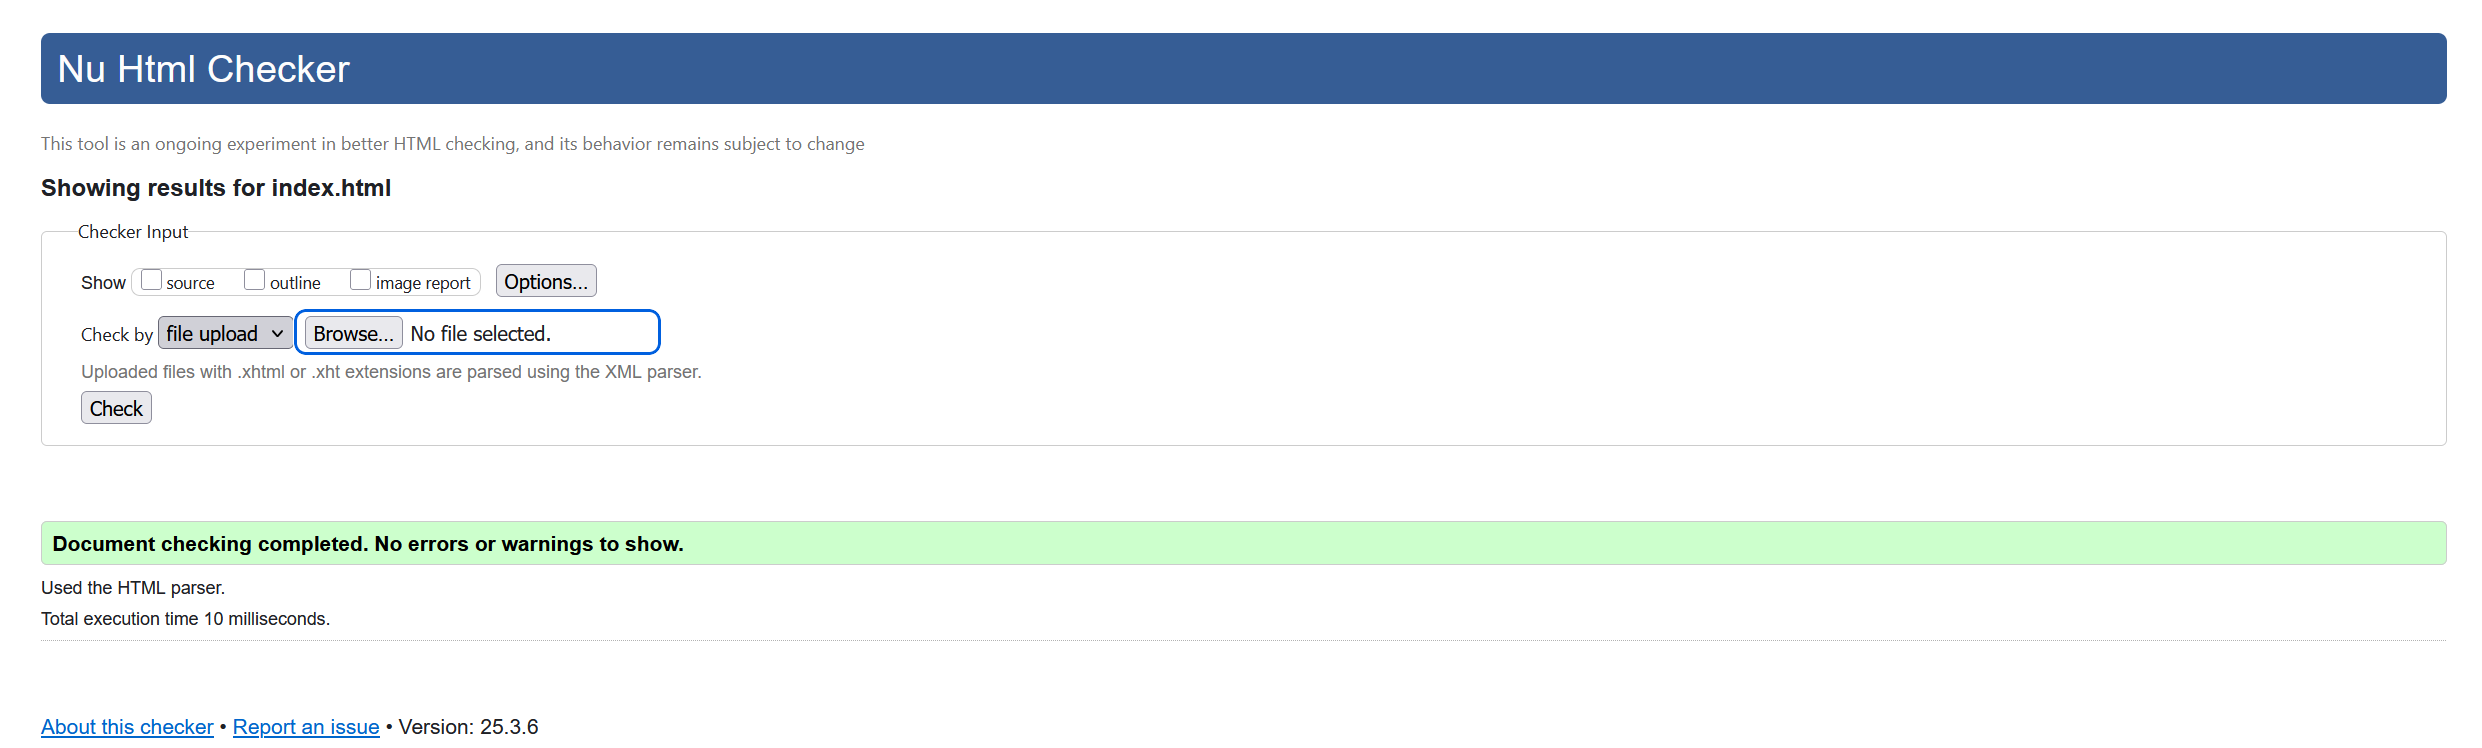 Nu Html Checker
This tool is an ongoing experiment in better HTML checking, and its behavior remains subject to change
Showing results for index.html
Checker Input
Show source outline image report Options...
Check by file upload Browse... No file selected.
Uploaded files with .xhtml or .xht extensions are parsed using the XML parser.
Check
Document checking completed. No errors or warnings to show.
Used the HTML parser.
Total execution time 10 milliseconds.
About this checker • Report an issue • Version: 25.3.6